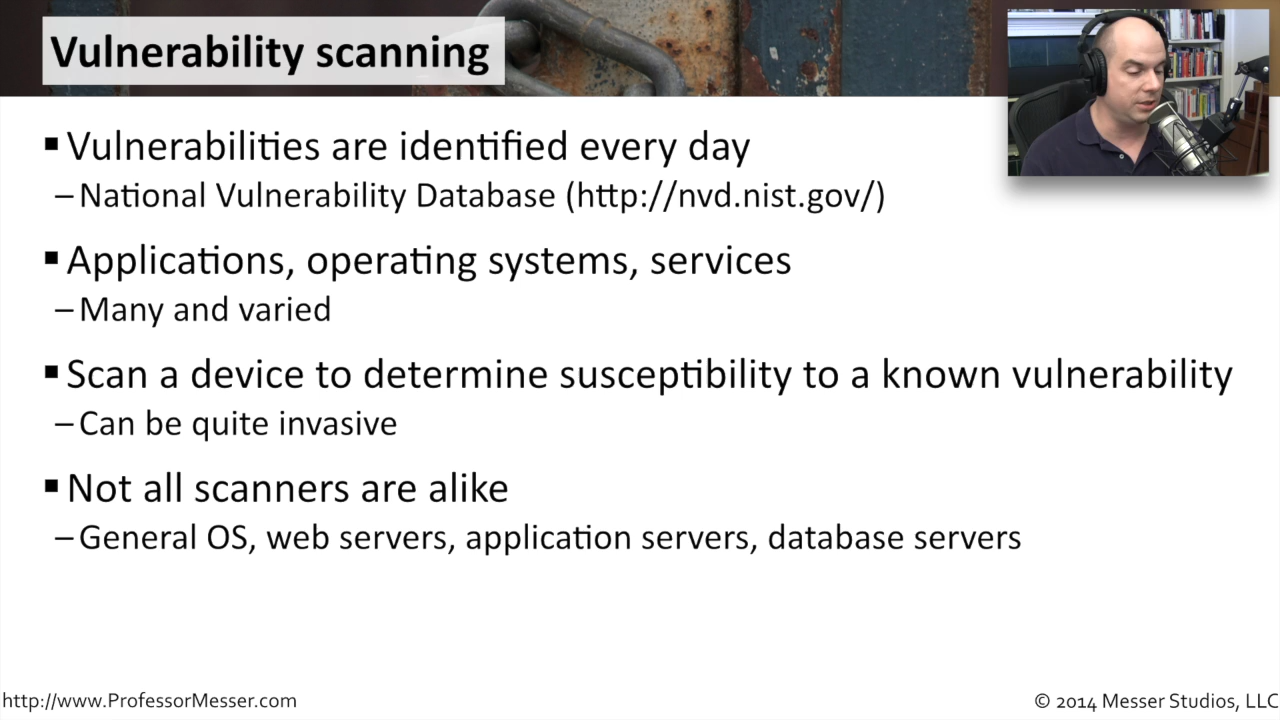 Vulnerability scanning
▪ Vulnerabilities are identified every day
– National Vulnerability Database (http://nvd.nist.gov/)
▪ Applications, operating systems, services
– Many and varied
▪ Scan a device to determine susceptibility to a known vulnerability
– Can be quite invasive
▪ Not all scanners are alike
– General OS, web servers, application servers, database servers
http://www.ProfessorMesser.com
© 2014 Messer Studios, LLC